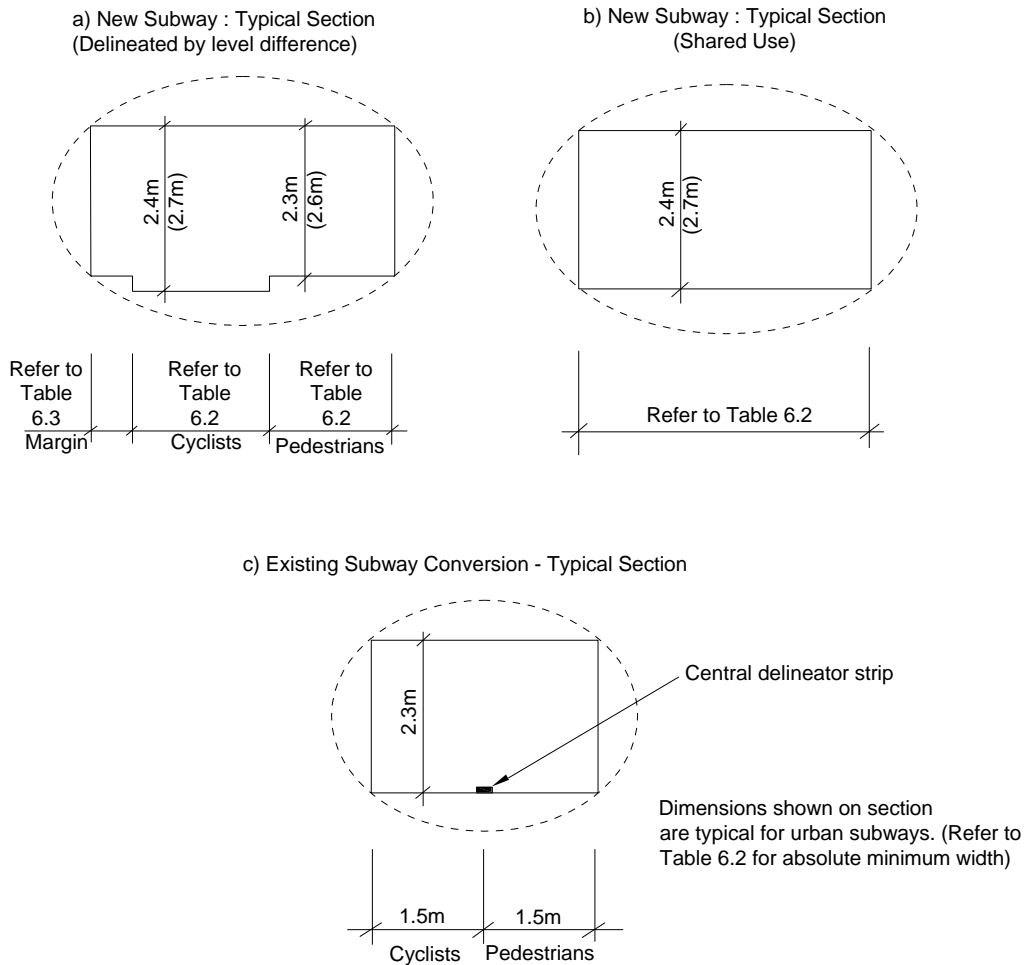 a) New Subway : Typical Section
(Delineated by level difference)
b) New Subway : Typical Section
(Shared Use)
2.4m
(2.7m)
2.3m
(2.6m)
2.4m
(2.7m)
Refer to
Table
6.3
Margin
Refer to
Table
6.2
Cyclists
Refer to
Table
6.2
Pedestrians
Refer to Table 6.2
c) Existing Subway Conversion - Typical Section
2.3m
Central delineator strip
Dimensions shown on section
are typical for urban subways. (Refer to
Table 6.2 for absolute minimum width)
1.5m
1.5m
Cyclists
Pedestrians